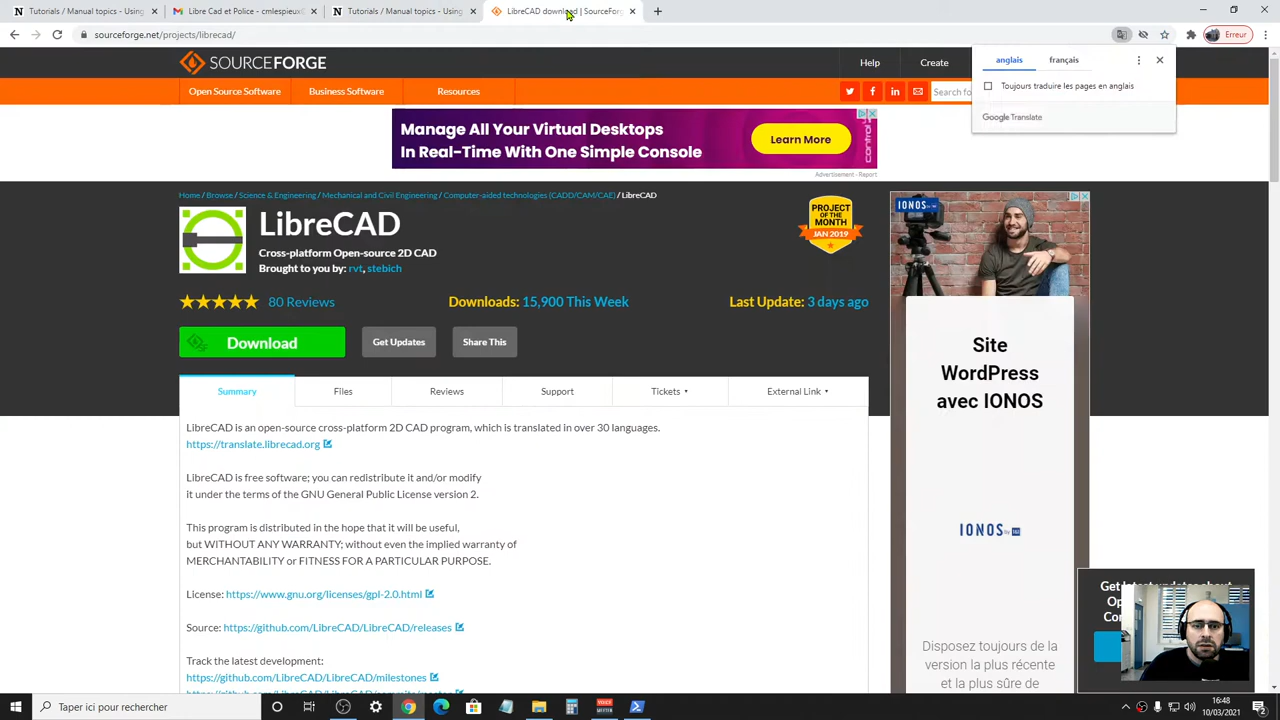 Tutorials / Manual topics - Using
Libre Cad et Gmail - cmlespieux
Tutorials / Manual topics - Using
LibreCAD download | SourceForg
sourceforge.net/projects/librecad/
Erreur
SOURCEFORGE
Help
Create
anglais
français
Toujours traduire les pages en anglais
Google Translate
Open Source Software
Business Software
Resources
Search fo
Manage All Your Virtual Desktops
In Real-Time With One Simple Console
Learn More
Advertisement - Report
Home / Browse / Science & Engineering / Mechanical and Civil Engineering / Computer-aided technologies (CADD/CAM/CAE) / LibreCAD
LibreCAD
Cross-platform Open-source 2D CAD
Brought to you by: rvt, stebich
PROJECT
OF THE
MONTH
JAN 2019
80 Reviews
Downloads: 15,900 This Week
Last Update: 3 days ago
Download
Get Updates
Share This
Summary
Files
Reviews
Support
Tickets
External Link
LibreCAD is an open-source cross-platform 2D CAD program, which is translated in over 30 languages.
https://translate.librecad.org
LibreCAD is free software; you can redistribute it and/or modify
it under the terms of the GNU General Public License version 2.
This program is distributed in the hope that it will be useful,
but WITHOUT ANY WARRANTY; without even the implied warranty of
MERCHANTABILITY or FITNESS FOR A PARTICULAR PURPOSE.
License: https://www.gnu.org/licenses/gpl-2.0.html
Source: https://github.com/LibreCAD/LibreCAD/releases
Track the latest development:
https://github.com/LibreCAD/LibreCAD/milestones
IONOS
Site
WordPress
avec IONOS
IONOS
Disposez toujours de la
version la plus récente
et la plus sûre de
Taper ici pour rechercher
16:48
10/03/2021